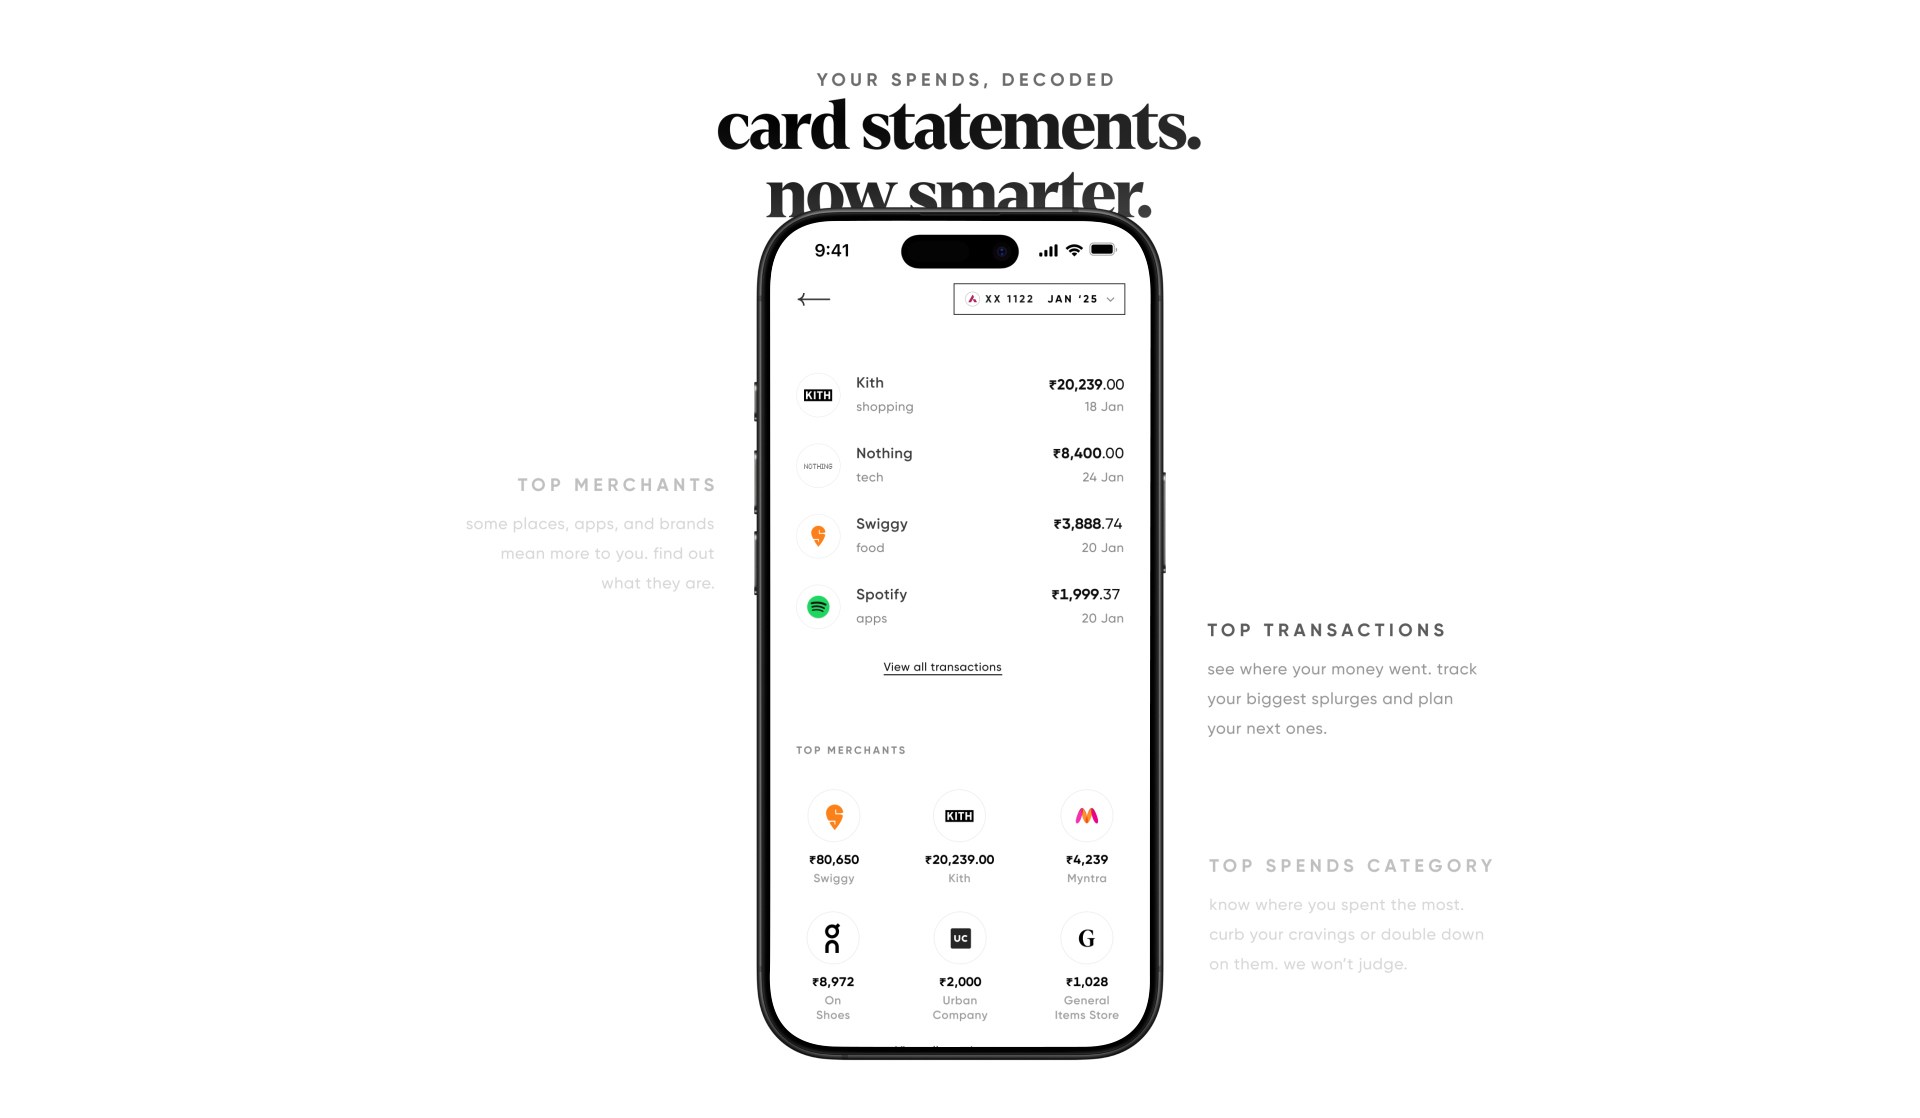 YOUR SPENDS, DECODED
card statements.
now smarter.
9:41
XX 1122 JAN ‘25
KITH
Kith
₹20,239.00
shopping
18 Jan
NOTHING
Nothing
₹8,400.00
tech
24 Jan
Swiggy
₹3,888.74
food
20 Jan
Spotify
₹1,999.37
apps
20 Jan
View all transactions
TOP MERCHANTS
KITH
₹80,650
₹20,239.00
₹4,239
Swiggy
Kith
Myntra
on
UC
G
₹8,972
₹2,000
₹1,028
On
Shoes
Urban
Company
General
Items Store
TOP MERCHANTS
some places, apps, and brands
mean more to you. find out
what they are.
TOP TRANSACTIONS
see where your money went. track
your biggest splurges and plan
your next ones.
TOP SPENDS CATEGORY
know where you spent the most.
curb your cravings or double down
on them. we won’t judge.